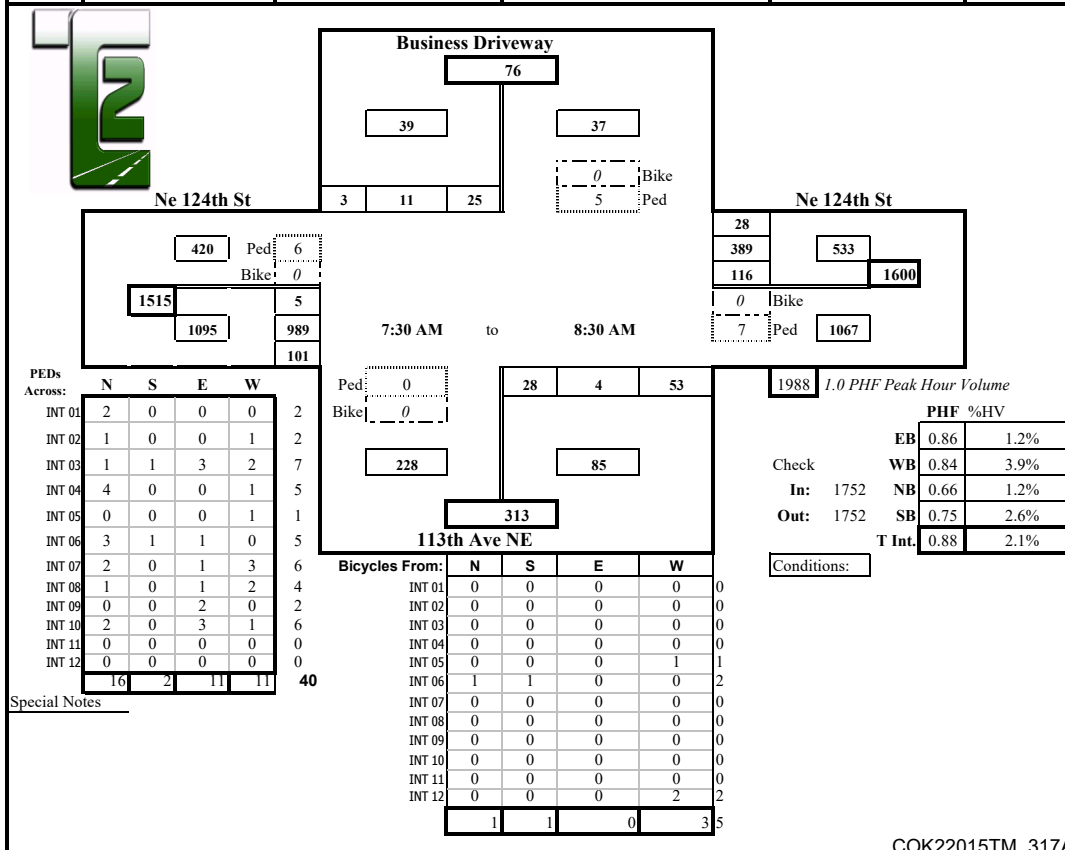 T2
Business Driveway
76
39 37
0 Bike
3 11 25 5 Ped
Ne 124th St Ne 124th St
28
420 Ped 6 389 533
Bike 0 116 1600
1515 5 0 Bike
1095 989 7:30 AM to 8:30 AM 7 Ped 1067
101
PEDs Across: N S E W Ped 0 28 4 53 1988 1.0 PHF Peak Hour Volume
INT 01 2 0 0 0 2 Bike 0 PHF %HV
INT 02 1 0 0 1 2 EB 0.86 1.2%
INT 03 1 1 3 2 7 228 85 Check WB 0.84 3.9%
INT 04 4 0 0 1 5 In: 1752 NB 0.66 1.2%
INT 05 0 0 0 1 1 313 Out: 1752 SB 0.75 2.6%
INT 06 3 1 1 0 5 113th Ave NE T Int. 0.88 2.1%
INT 07 2 0 1 3 6 Bicycles From: N S E W Conditions:
INT 08 1 0 1 2 4 INT 01 0 0 0 0 0
INT 09 0 0 2 0 2 INT 02 0 0 0 0 0
INT 10 2 0 3 1 6 INT 03 0 0 0 0 0
INT 11 0 0 0 0 0 INT 04 0 0 0 0 0
INT 12 0 0 0 0 0 INT 05 0 0 0 1 1
16 2 11 11 40 INT 06 1 1 0 0 2
Special Notes INT 07 0 0 0 0 0
INT 08 0 0 0 0 0
INT 09 0 0 0 0 0
INT 10 0 0 0 0 0
INT 11 0 0 0 0 0
INT 12 0 0 0 2 2
1 1 0 3 5
COK22015TM_317A